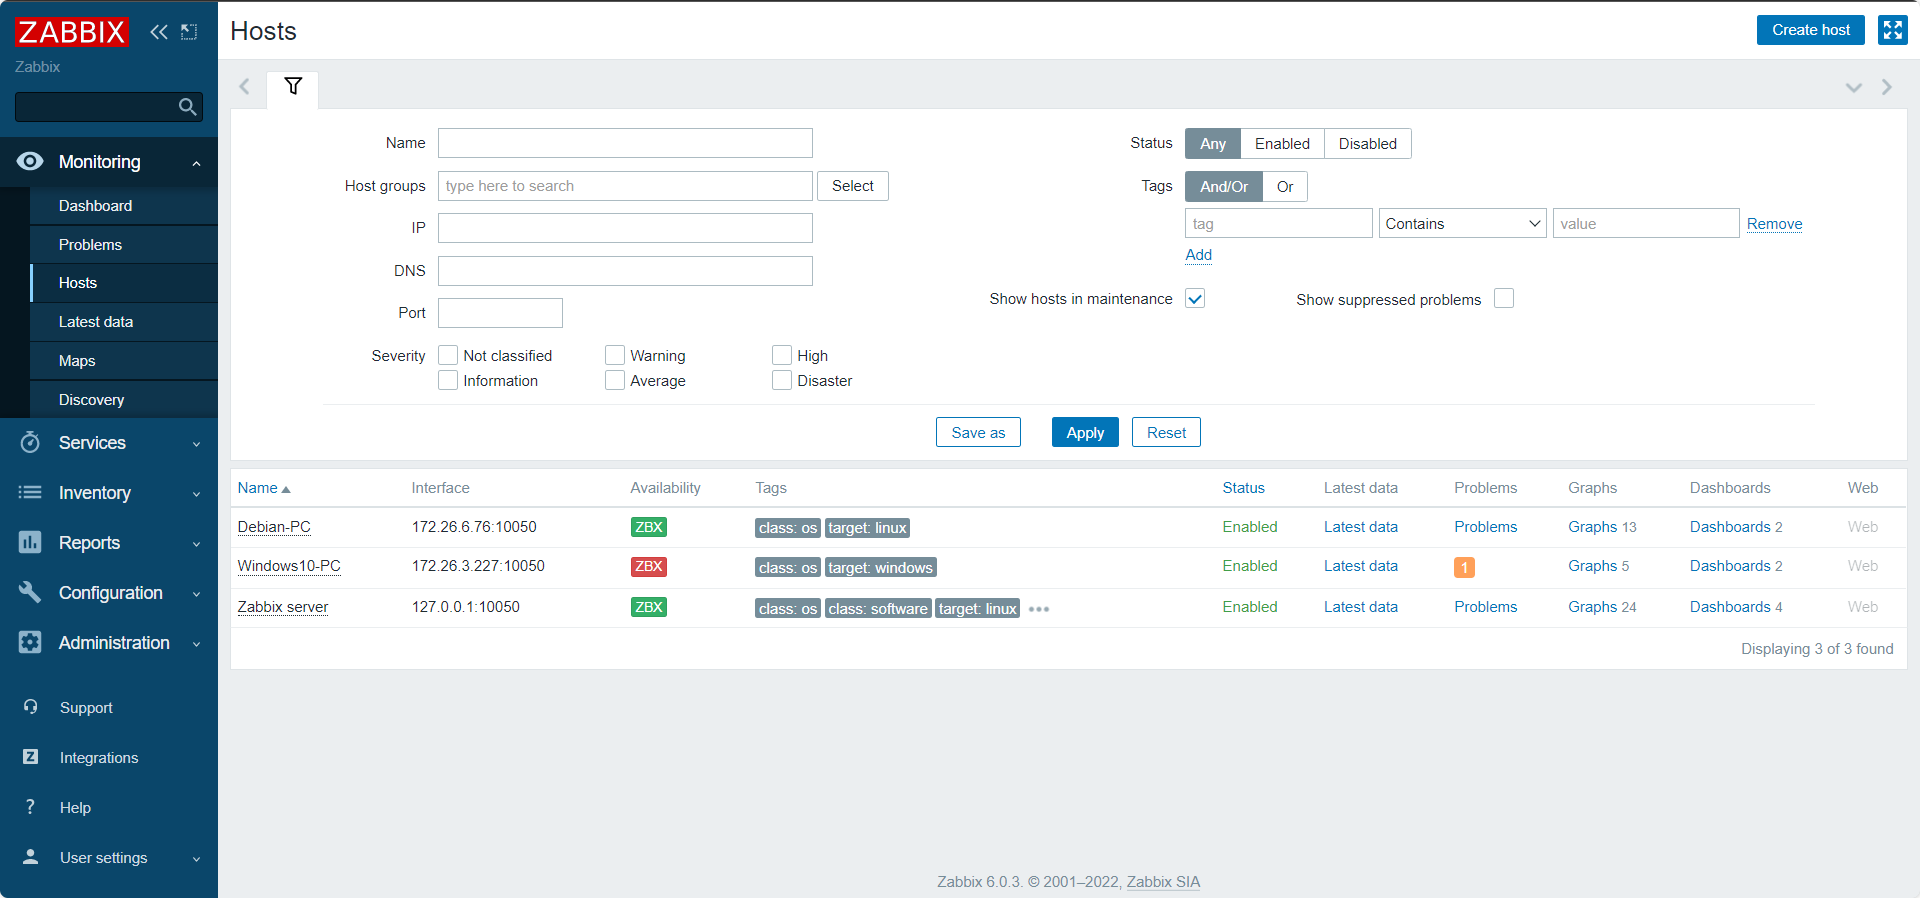 ZABBIX
Zabbix
Monitoring
Dashboard
Problems
Hosts
Latest data
Maps
Discovery
Services
Inventory
Reports
Configuration
Administration
Support
Z Integrations
? Help
User settings
Hosts
Create host
Name
Host groups type here to search Select
IP
DNS
Port
Severity Not classified Warning High
Information Average Disaster
Status Any Enabled Disabled
Tags And/Or Or
tag Contains value Remove
Add
Show hosts in maintenance Show suppressed problems
Save as Apply Reset
Name Interface Availability Tags Status Latest data Problems Graphs Dashboards Web
Debian-PC 172.26.6.76:10050 ZBX class: os target: linux Enabled Latest data Problems Graphs 13 Dashboards 2 Web
Windows10-PC 172.26.3.227:10050 ZBX class: os target: windows Enabled Latest data 1 Graphs 5 Dashboards 2 Web
Zabbix server 127.0.0.1:10050 ZBX class: os class: software target: linux ••• Enabled Latest data Problems Graphs 24 Dashboards 4 Web
Displaying 3 of 3 found
Zabbix 6.0.3. © 2001–2022, Zabbix SIA